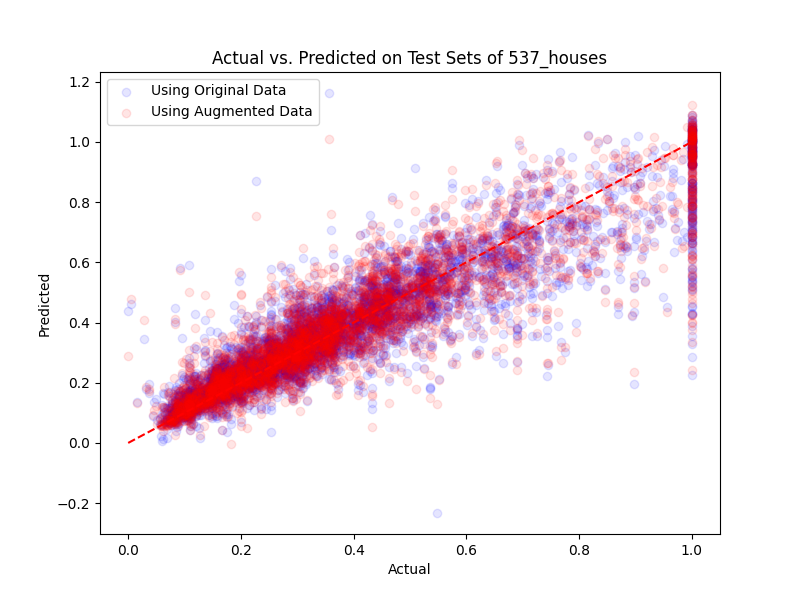 Actual vs. Predicted on Test Sets of 537_houses
Using Original Data
Using Augmented Data
1.2
1.0
0.8
0.6
0.4
0.2
0.0
−0.2
Predicted
0.0 0.2 0.4 0.6 0.8 1.0
Actual